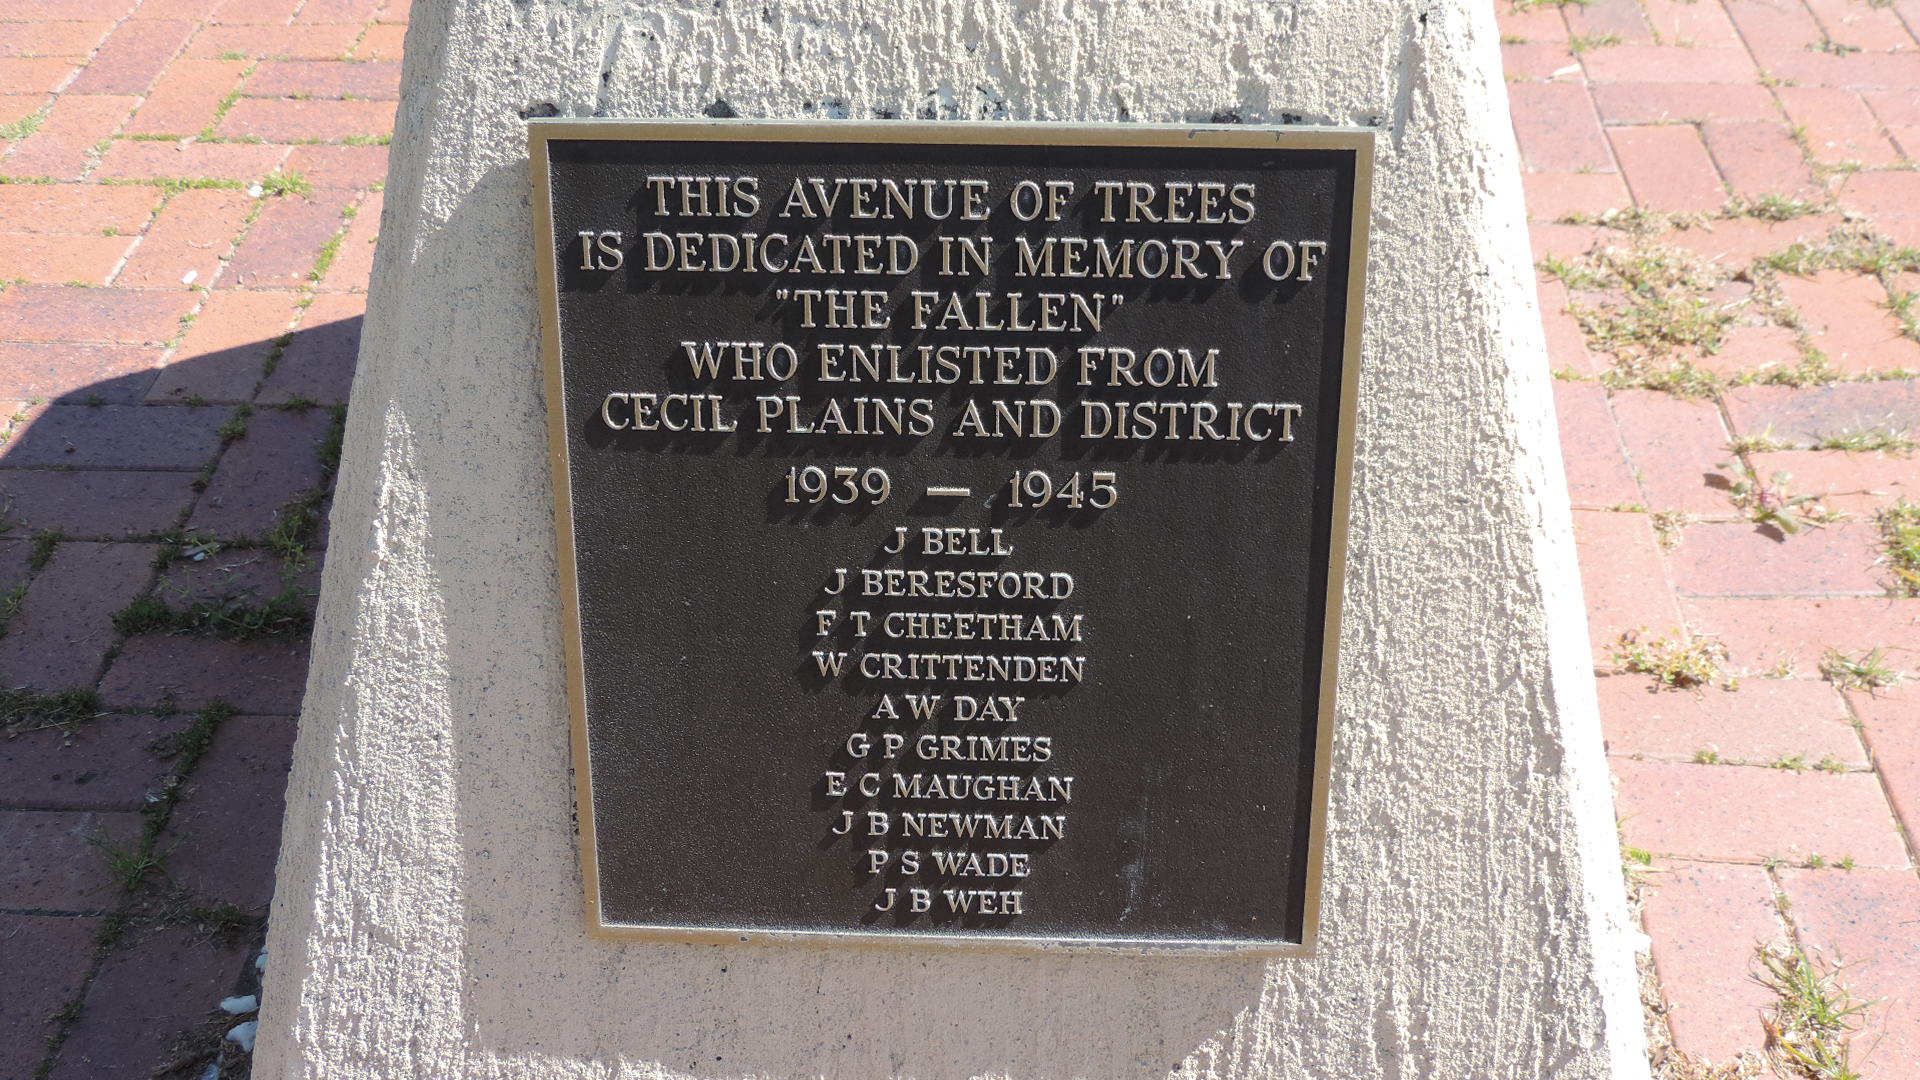 THIS AVENUE OF TREES
IS DEDICATED IN MEMORY OF
"THE FALLEN"
WHO ENLISTED FROM
CECIL PLAINS AND DISTRICT
1939 — 1945
J BELL
J BERESFORD
F T CHEETHAM
W CRITTENDEN
A W DAY
G P GRIMES
E C MAUGHAN
J B NEWMAN
P S WADE
J B WEH